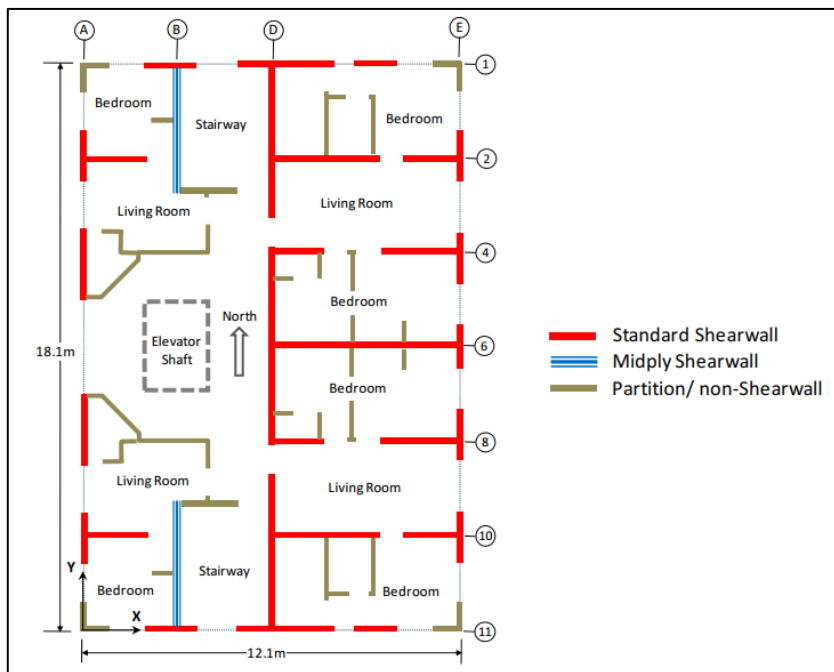 A
B
D
E
1
Bedroom
Stairway
Bedroom
2
Living Room
Living Room
4
Bedroom
North
Elevator
Shaft
18.1m
6
Bedroom
8
Living Room
Living Room
10
Y
Stairway
Bedroom
X
Bedroom
11
12.1m
Standard Shearwall
Midply Shearwall
Partition/ non-Shearwall